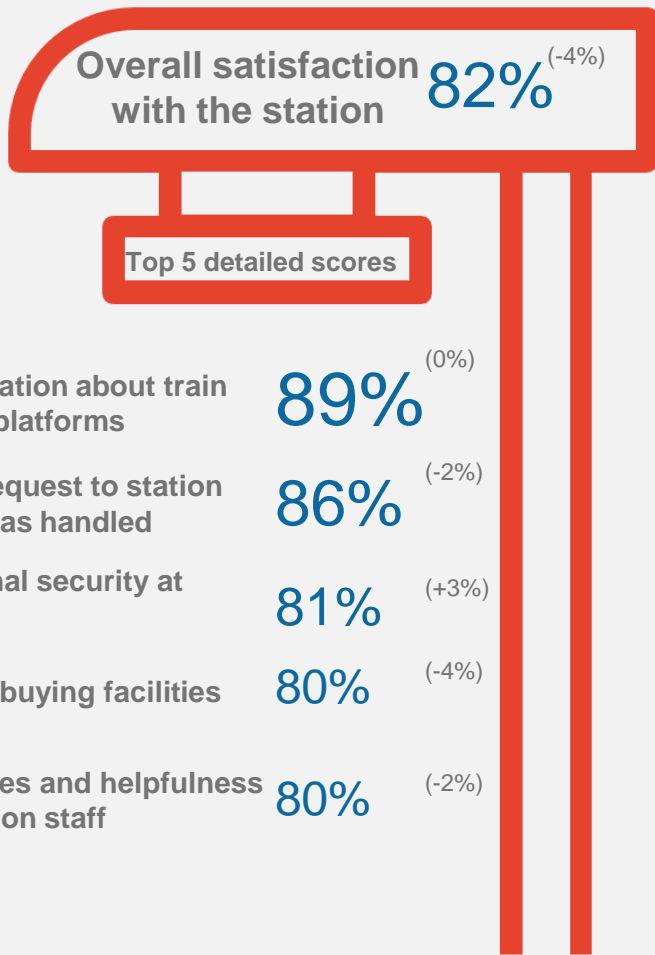 Overall satisfaction
with the station
82%
(-4%)
Top 5 detailed scores
ation about train
platforms
89%
(0%)
equest to station
as handled
86%
(-2%)
nal security at
81%
(+3%)
buying facilities
80%
(-4%)
es and helpfulness
on staff
80%
(-2%)